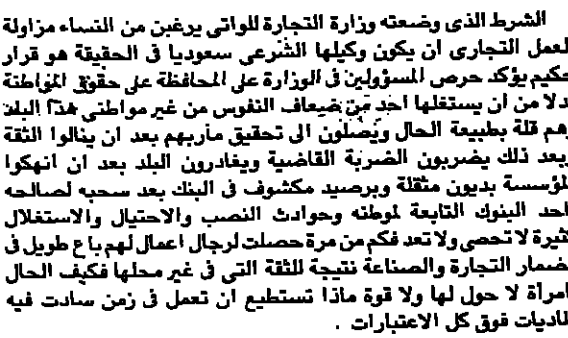 الشرط الذى وضعته وزارة التجارة للواتى يرغبن من النساء مزاولة
لعمل التجارى ان يكون وكيلها الشرعى سعوديا فى الحقيقة هو قرار
حكيم يؤكد حرص المسؤولين فى الوزارة على المحافظة على حقوق المواطنة
دلا من ان يستغلها احد من ضعاف النفوس من غير مواطنى هذا البلد
وهم قلة بطبيعة الحال ويصلون الى تحقيق مأربهم بعد ان ينالوا الثقة
وبعد ذلك يضربون الضربة القاضية ويغادرون البلد بعد ان انهكوا
لمؤسسة بديون مثقلة وبرصيد مكشوف فى البنك بعد سحبه لصالحه
احد البنوك التابعة لموطنه وحوادث النصب والاحتيال والاستغلال
كثيرة لا تحصى ولا تعد فكم من مرة حصلت لرجال اعمال لهم باع طويل فى
ضمار التجارة والصناعة نتيجة للثقة التى فى غير محلها فكيف الحال
امرأة لا حول لها ولا قوة ماذا تستطيع ان تعمل فى زمن سادت فيه
لماديات فوق كل الاعتبارات .